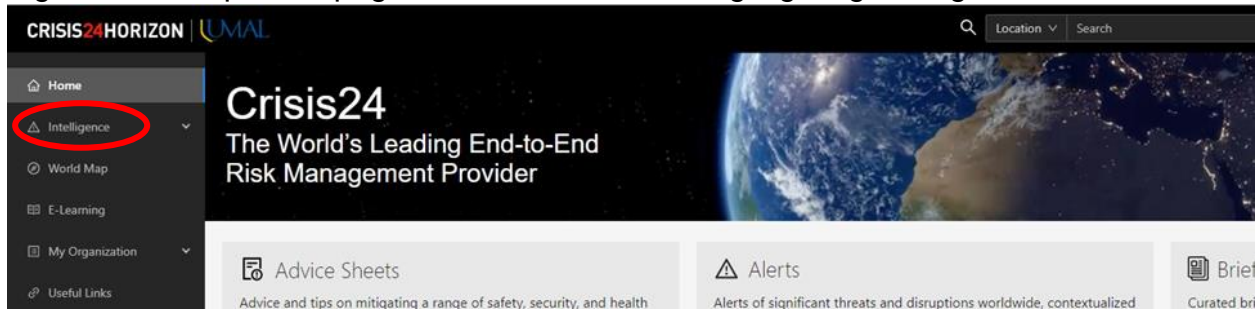 CRISIS24HORIZON | UMAL
Location
Search
Home
Intelligence
World Map
E-Learning
My Organization
Useful Links
Crisis24
The World's Leading End-to-End
Risk Management Provider
Advice Sheets
Advice and tips on mitigating a range of safety, security, and health
Alerts
Alerts of significant threats and disruptions worldwide, contextualized
Brief
Curated bri